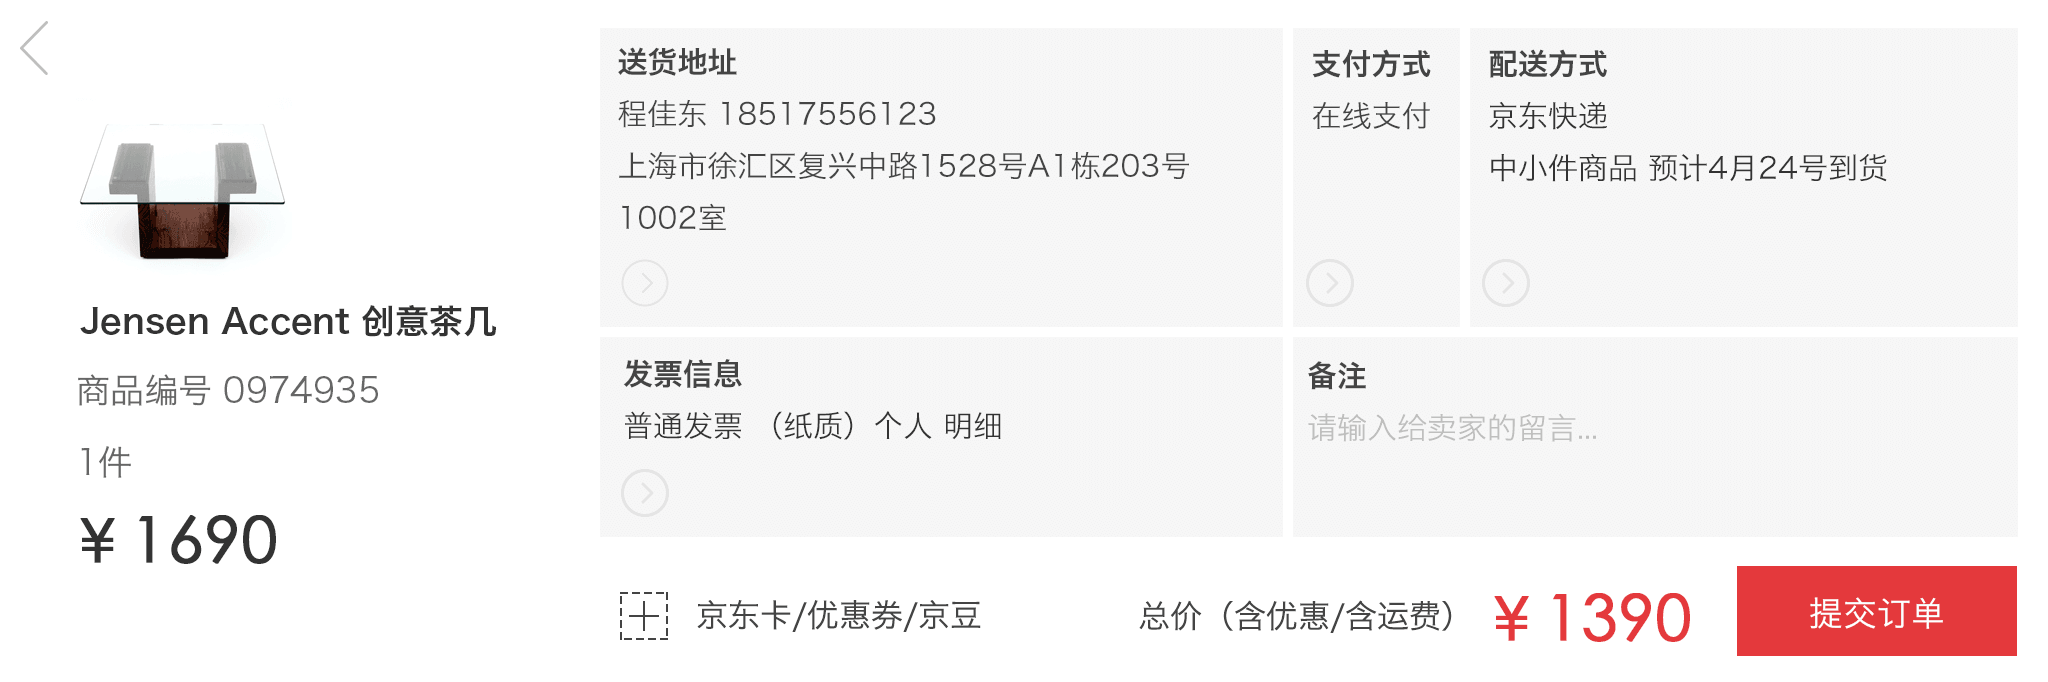 Jensen Accent 创意茶几
商品编号 0974935
1件
¥ 1690
送货地址
程佳东 18517556123
上海市徐汇区复兴中路1528号A1栋203号
1002室
支付方式
在线支付
配送方式
京东快递
中小件商品 预计4月24号到货
发票信息
普通发票 （纸质）个人 明细
备注
请输入给卖家的留言...
京东卡/优惠券/京豆
总价（含优惠/含运费）
¥ 1390
提交订单